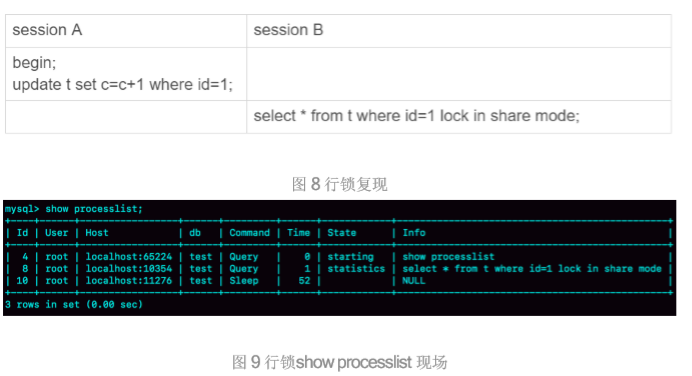 session A session B
begin;
update t set c=c+1 where id=1;
select * from t where id=1 lock in share mode;
图 8 行锁复现
mysql> show processlist;
+----+------+-----------------+------+---------+------+------------+----------------------------------------------+
| Id | User | Host | db | Command | Time | State | Info |
+----+------+-----------------+------+---------+------+------------+----------------------------------------------+
| 4 | root | localhost:65224 | test | Query | 0 | starting | show processlist |
| 8 | root | localhost:10354 | test | Query | 1 | statistics | select * from t where id=1 lock in share mode |
| 10 | root | localhost:11276 | test | Sleep | 52 | | NULL |
+----+------+-----------------+------+---------+------+------------+----------------------------------------------+
3 rows in set (0.00 sec)
图 9 行锁show processlist 现场